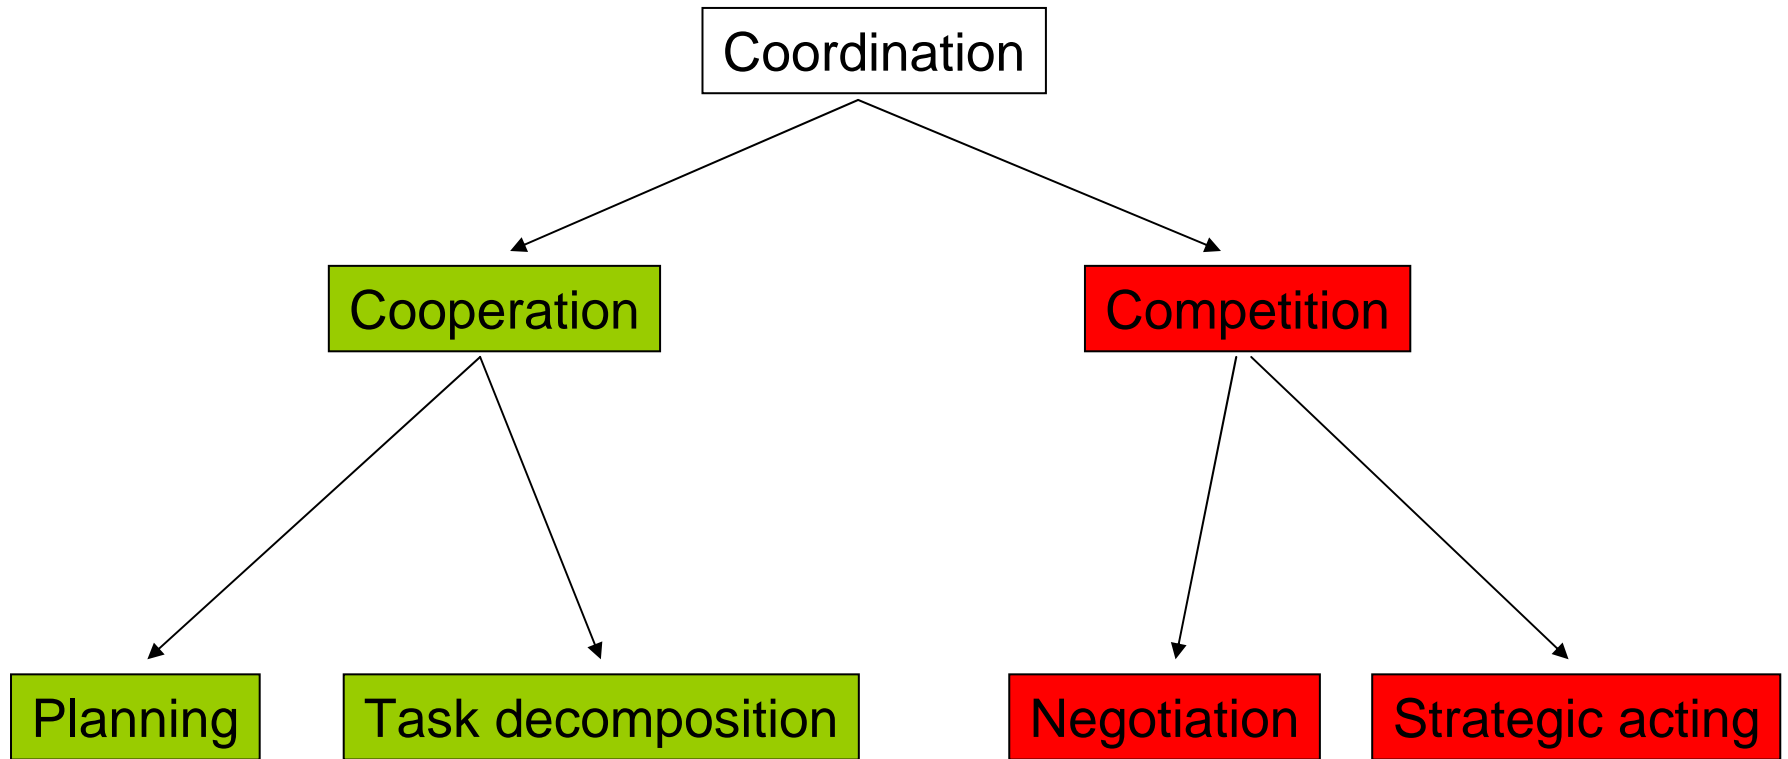 Coordination
Cooperation
Competition
Planning
Task decomposition
Negotiation
Strategic acting